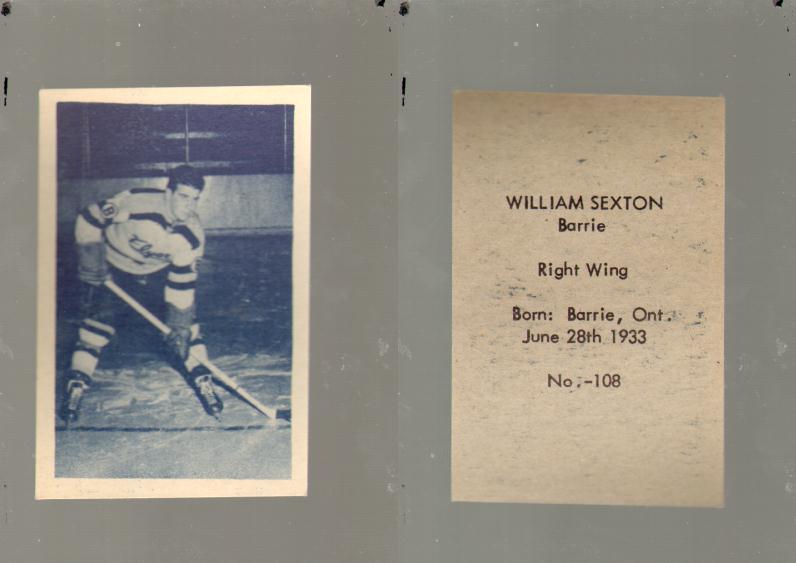 WILLIAM SEXTON
Barrie
Right Wing
Born: Barrie, Ont.
June 28th 1933
No.-108